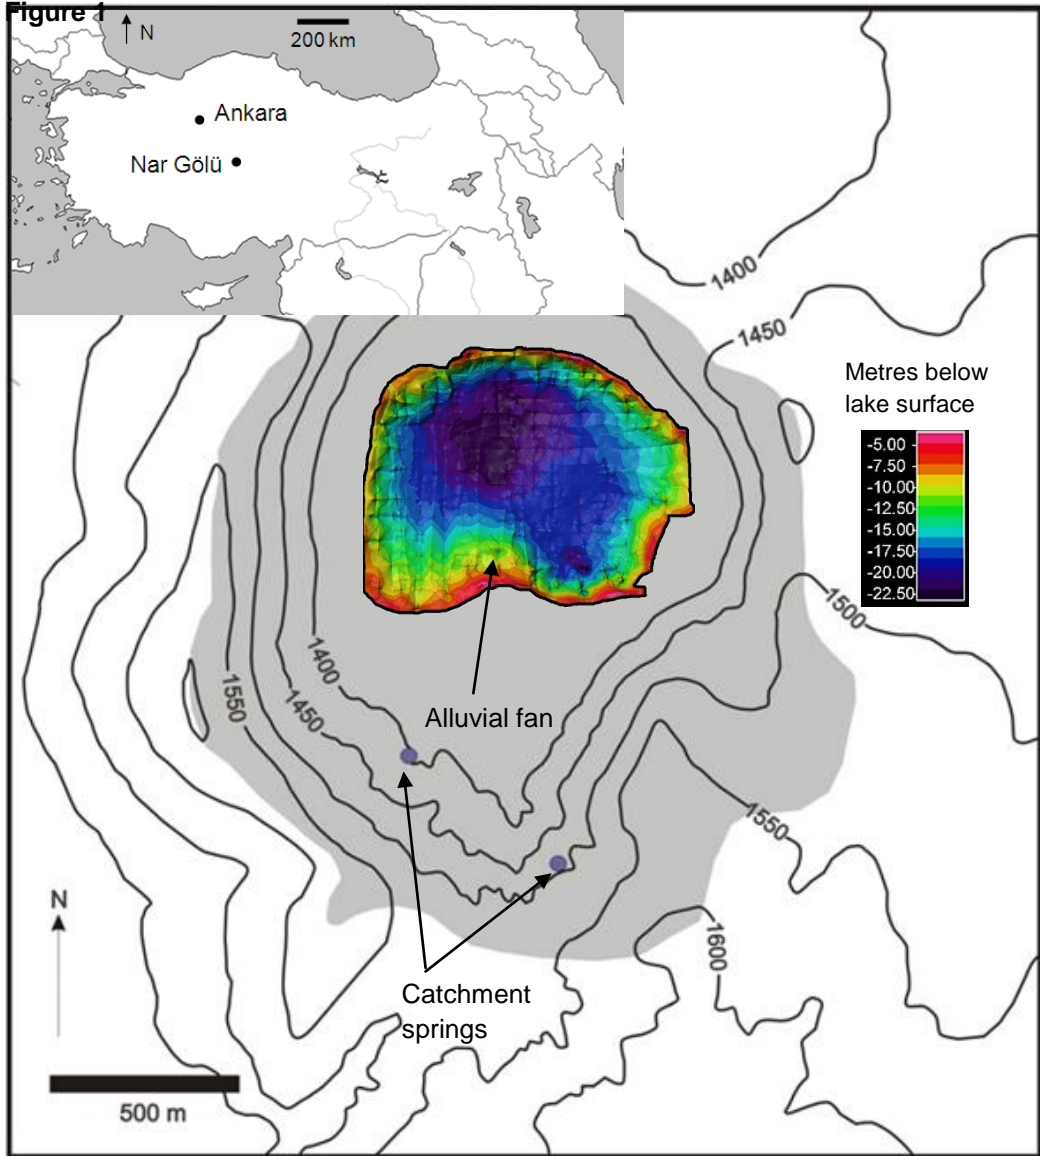 Figure 1
N
200 km
Ankara
Nar Gölü
1400
1450
Metres below
lake surface
-5.00
-7.50
-10.00
-12.50
-15.00
-17.50
-20.00
-22.50
1500
1400
1450
1550
Alluvial fan
1550
1600
N
Catchment
springs
500 m